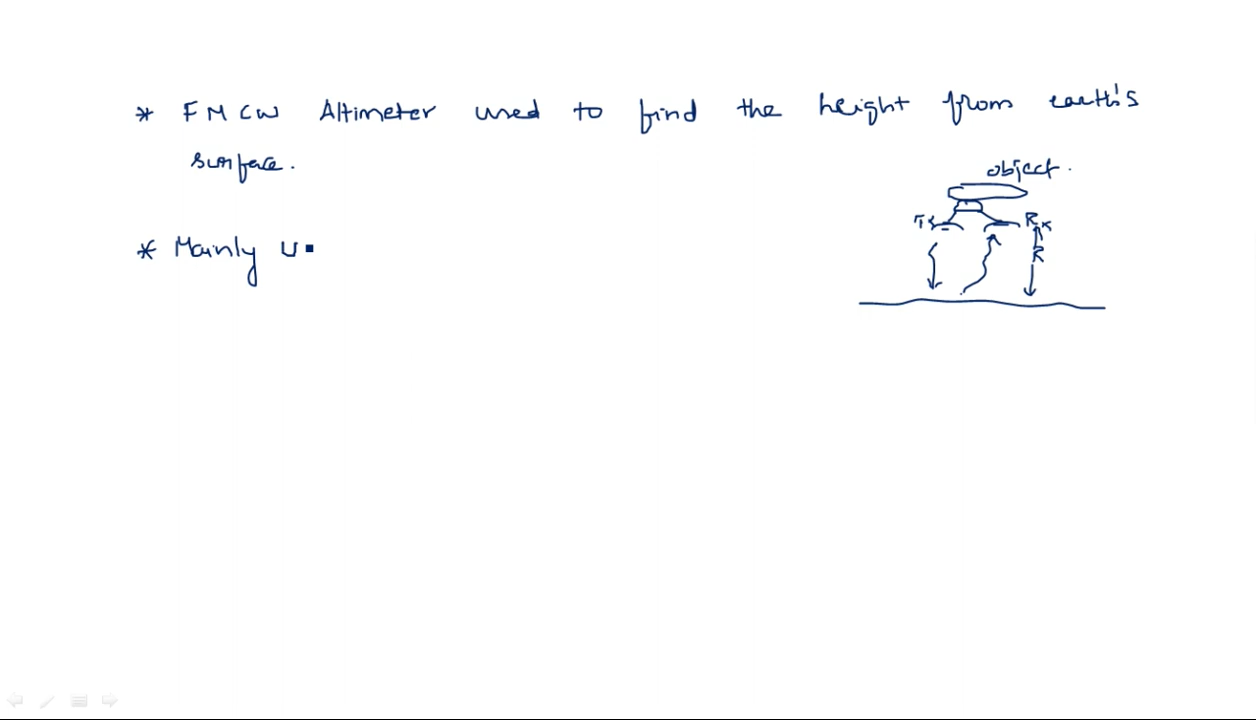 * FMCW Altimeter used to find the height from earth's
surface.
object.
Tx Rx
R
* Mainly u